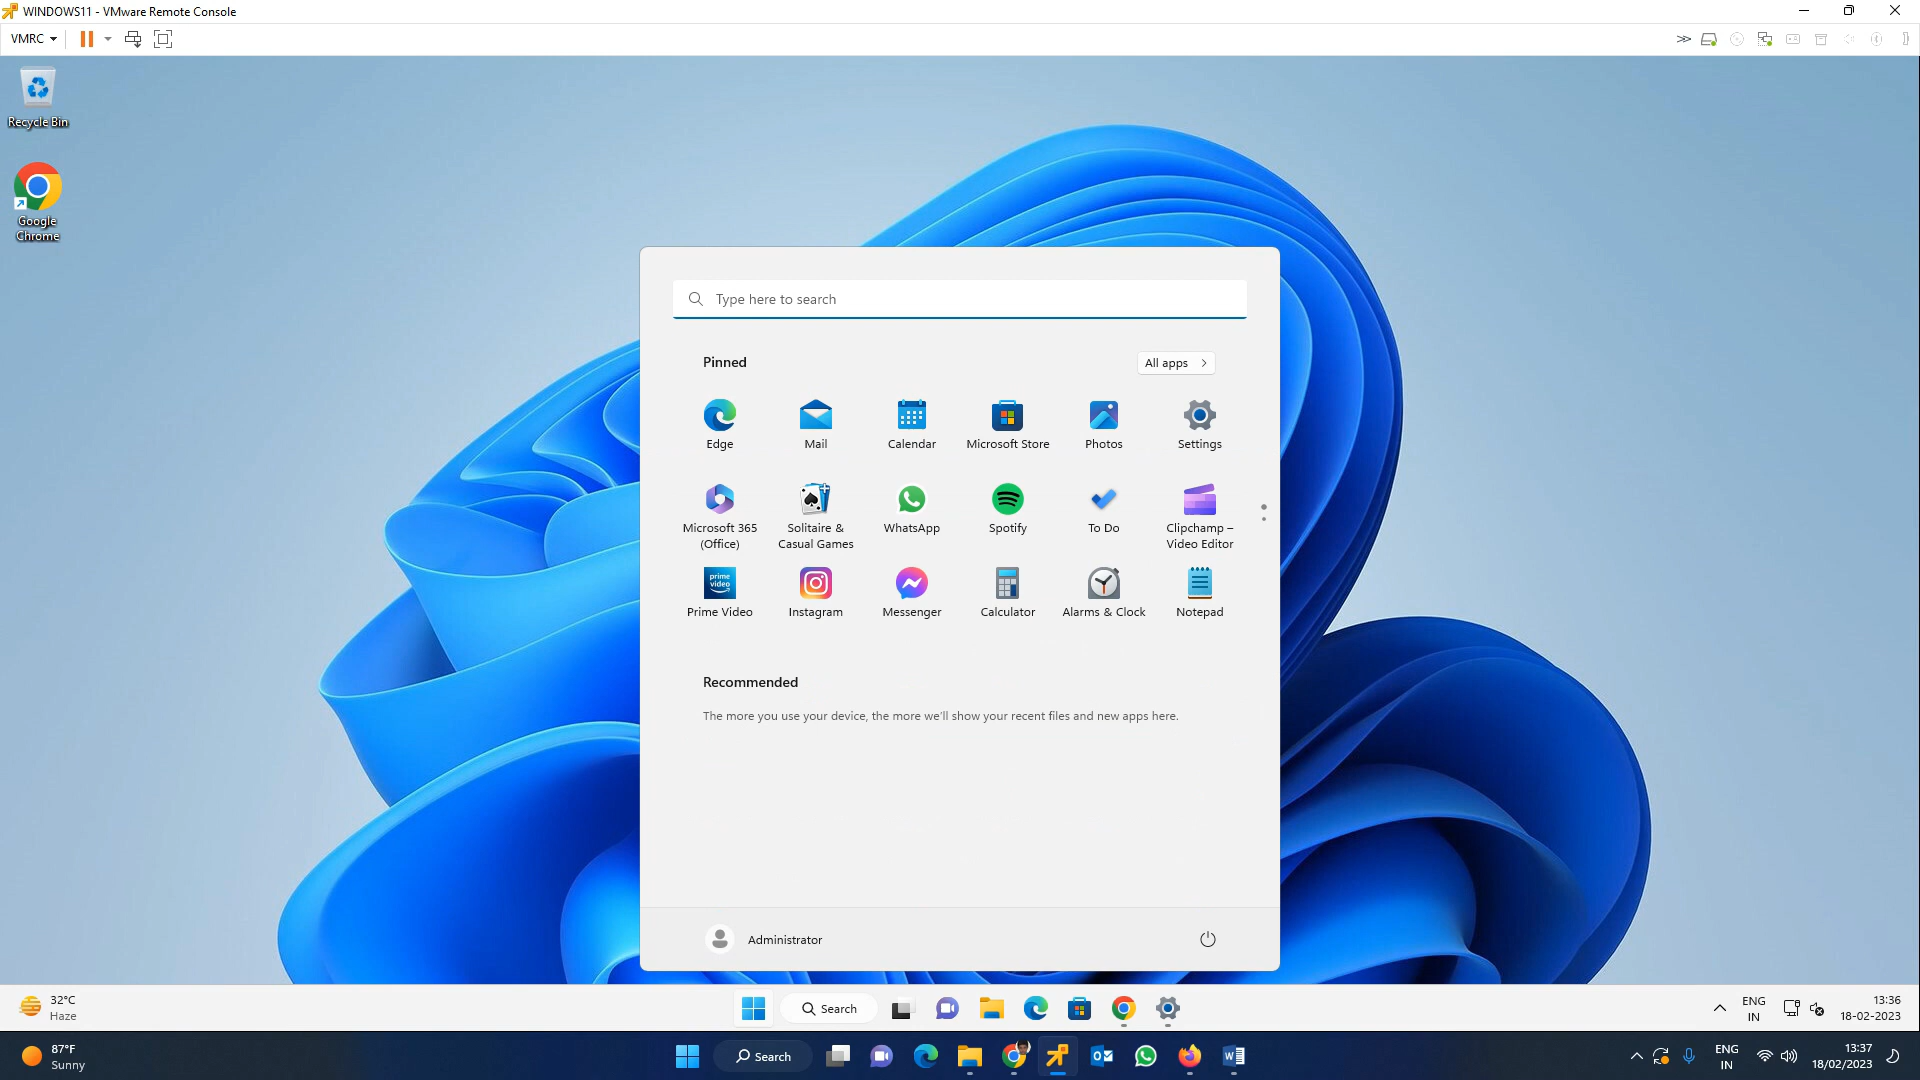 WINDOWS11 - VMware Remote Console
VMRC
Recycle Bin
Google
Chrome
Type here to search
Pinned
All apps
Edge
Mail
Calendar
Microsoft Store
Photos
Settings
Microsoft 365
(Office)
Solitaire &
Casual Games
WhatsApp
Spotify
To Do
Clipchamp –
Video Editor
prime
video
Prime Video
Instagram
Messenger
Calculator
Alarms & Clock
Notepad
Recommended
The more you use your device, the more we'll show your recent files and new apps here.
Administrator
32°C
Haze
Search
ENG
IN
13:36
18-02-2023
87°F
Sunny
Search
ENG
IN
13:37
18/02/2023